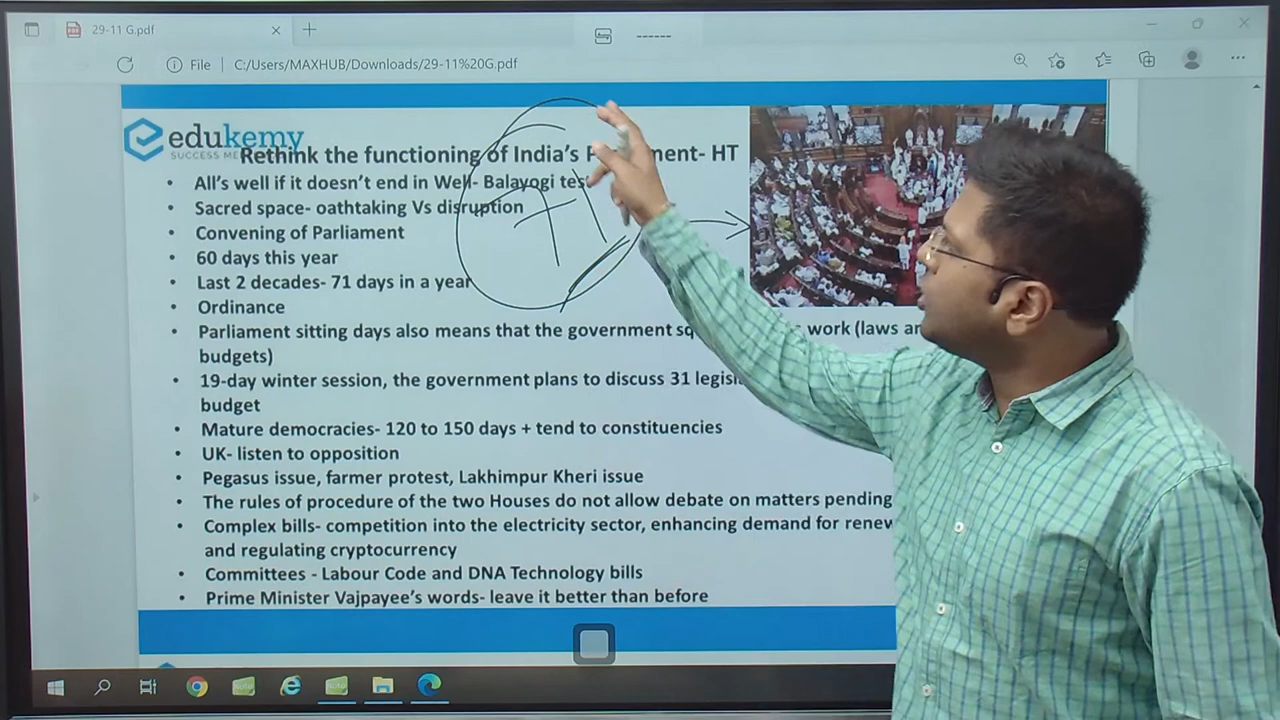 29-11 G.pdf
File | C:/Users/MAXHUB/Downloads/29-11%20G.pdf
edukemy
SUCCESS
Rethink the functioning of India's ment- HT
• All's well if it doesn't end in Well- Balayogi
• Sacred space- oathtaking Vs disruption
• Convening of Parliament
• 60 days this year
• Last 2 decades- 71 days in a year
• Ordinance
• Parliament sitting days also means that the government work (laws
budgets)
• 19-day winter session, the government plans to discuss 31
budget
• Mature democracies- 120 to 150 days + tend to constituencies
• UK- listen to opposition
• Pegasus issue, farmer protest, Lakhimpur Kheri issue
• The rules of procedure of the two Houses do not allow debate on matters pending
• Complex bills- competition into the electricity sector, enhancing demand for
and regulating cryptocurrency
• Committees - Labour Code and DNA Technology bills
• Prime Minister Vajpayee's words- leave it better than before